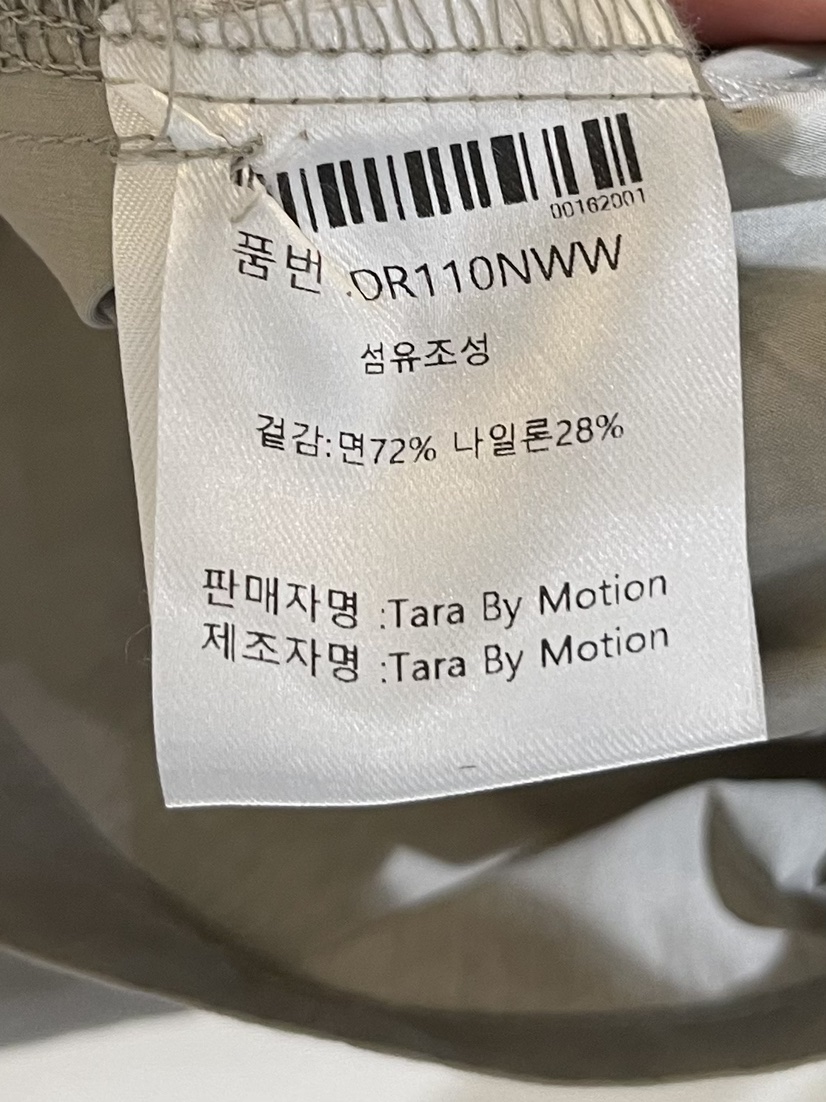 00162001
품번 :DR110NWW
섬유조성
겉감:면72% 나일론28%
판매자명 :Tara By Motion
제조자명 :Tara By Motion